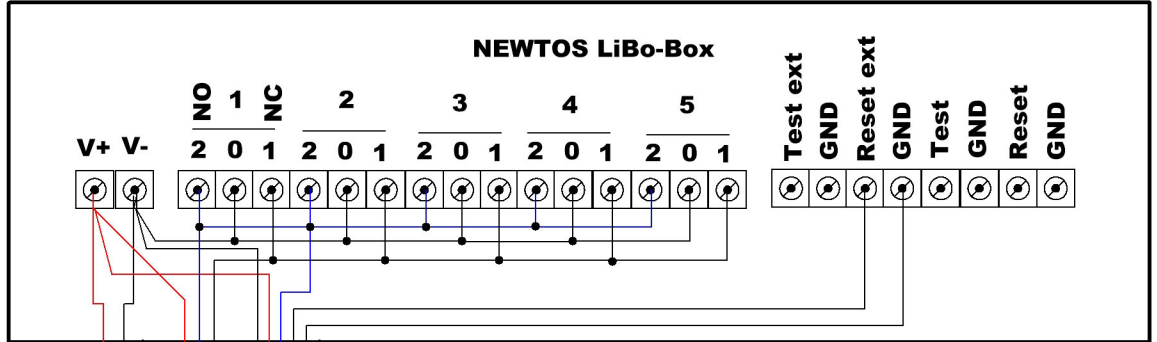 NEWTOS LiBo-Box
NO 1 NC 2 3 4 5
V+ V- 2 0 1 2 0 1 2 0 1 2 0 1 2 0 1
Test ext
GND
Reset ext
GND
Test
GND
Reset
GND